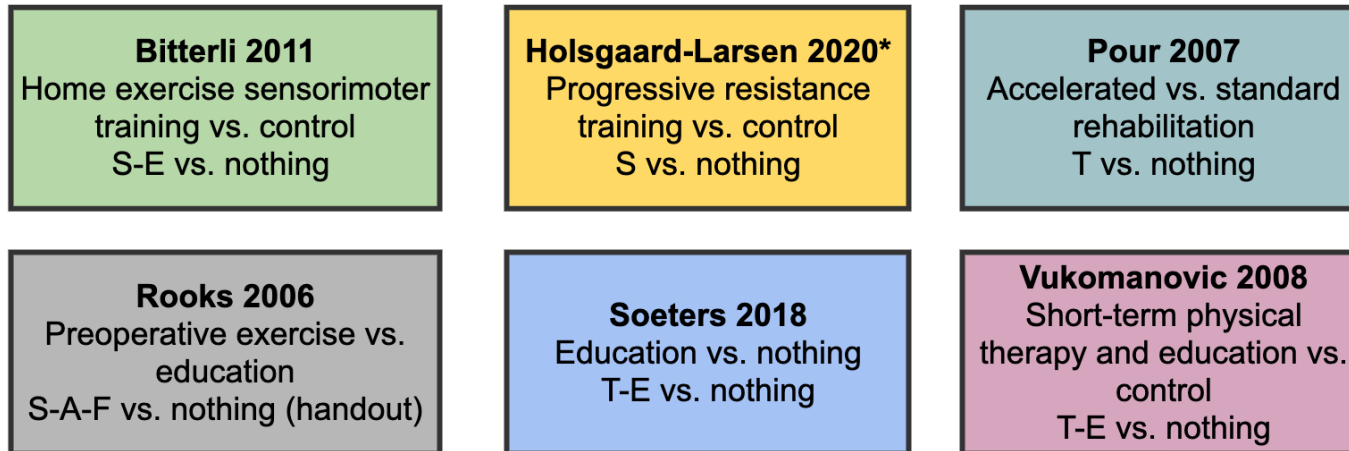 Bitterli 2011
Home exercise sensorimoter
training vs. control
S-E vs. nothing
Holsgaard-Larsen 2020*
Progressive resistance
training vs. control
S vs. nothing
Pour 2007
Accelerated vs. standard
rehabilitation
T vs. nothing
Rooks 2006
Preoperative exercise vs.
education
S-A-F vs. nothing (handout)
Soeters 2018
Education vs. nothing
T-E vs. nothing
Vukomanovic 2008
Short-term physical
therapy and education vs.
control
T-E vs. nothing